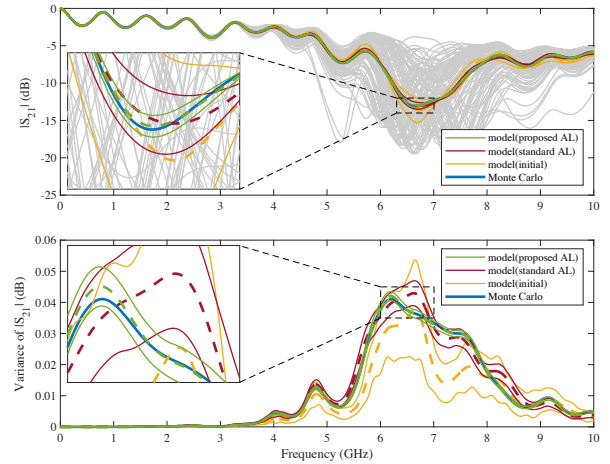 0
-5
-10
-15
-20
-25
|S21| (dB)
model(proposed AL)
model(standard AL)
model(initial)
Monte Carlo
0 1 2 3 4 5 6 7 8 9 10
0.06
0.05
0.04
0.03
0.02
0.01
0
Variance of |S21| (dB)
model(proposed AL)
model(standard AL)
model(initial)
Monte Carlo
0 1 2 3 4 5 6 7 8 9 10
Frequency (GHz)